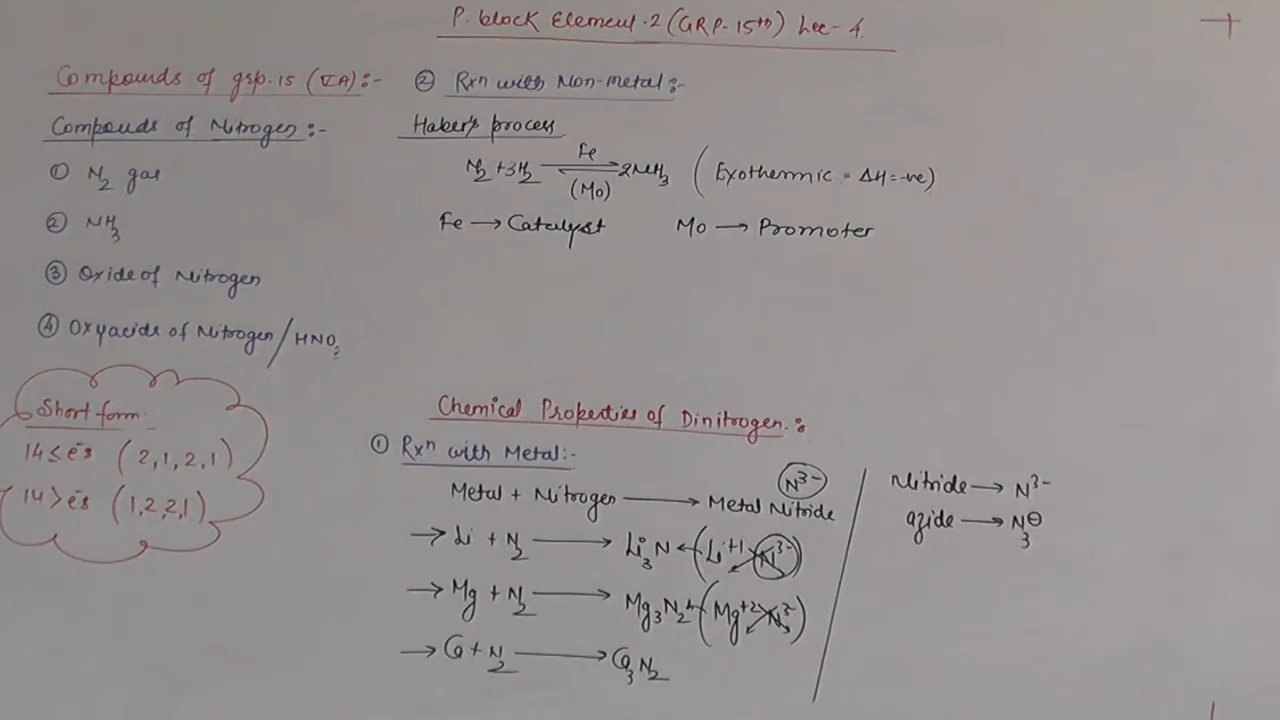 P. block Element-2 (GRP-15th) Lec-4.
Compounds of grp.15 (VA):-
Compouds of Nitrogen:-
① N2 gas
② NH3
③ Oxide of Nitrogen
④ Oxyacids of Nitrogen/HNO3
Short form.
14≤ e̅s (2,1,2,1)
14> e̅s (1,2,2,1)
② Rxn with Non-metal:-
Haber's process
N2+3H2 ⇌ 2NH3 (Exothermic = ΔH=-ve)
Fe
(Mo)
Fe → Catalyst Mo → Promoter
Chemical Properties of Dinitrogen:
① Rxn with Metal:-
N3-
Metal + Nitrogen → Metal Nitride
→ Li + N2 → Li3N ← (Li+1 N3-)
→ Mg + N2 → Mg3N2 ← (Mg+2 N3-)
→ Ca + N2 → Ca3N2
Nitride → N3-
azide → N3⊖